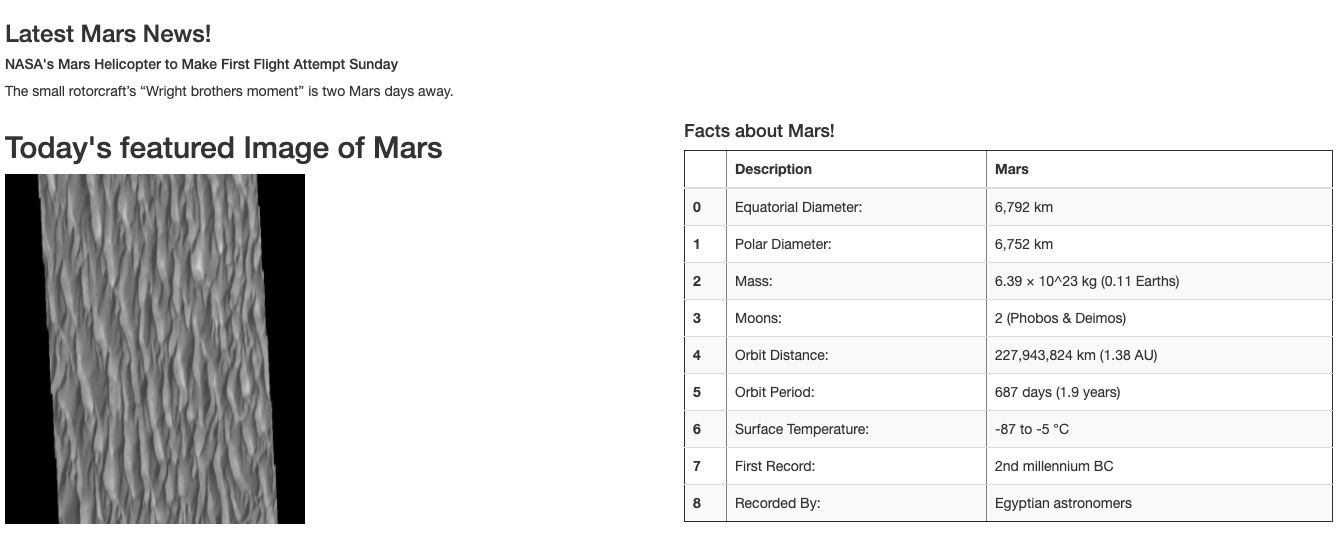 Latest Mars News!
NASA's Mars Helicopter to Make First Flight Attempt Sunday
The small rotorcraft’s “Wright brothers moment” is two Mars days away.
Today's featured Image of Mars
Facts about Mars!
Description Mars
0 Equatorial Diameter: 6,792 km
1 Polar Diameter: 6,752 km
2 Mass: 6.39 × 10^23 kg (0.11 Earths)
3 Moons: 2 (Phobos & Deimos)
4 Orbit Distance: 227,943,824 km (1.38 AU)
5 Orbit Period: 687 days (1.9 years)
6 Surface Temperature: -87 to -5 °C
7 First Record: 2nd millennium BC
8 Recorded By: Egyptian astronomers